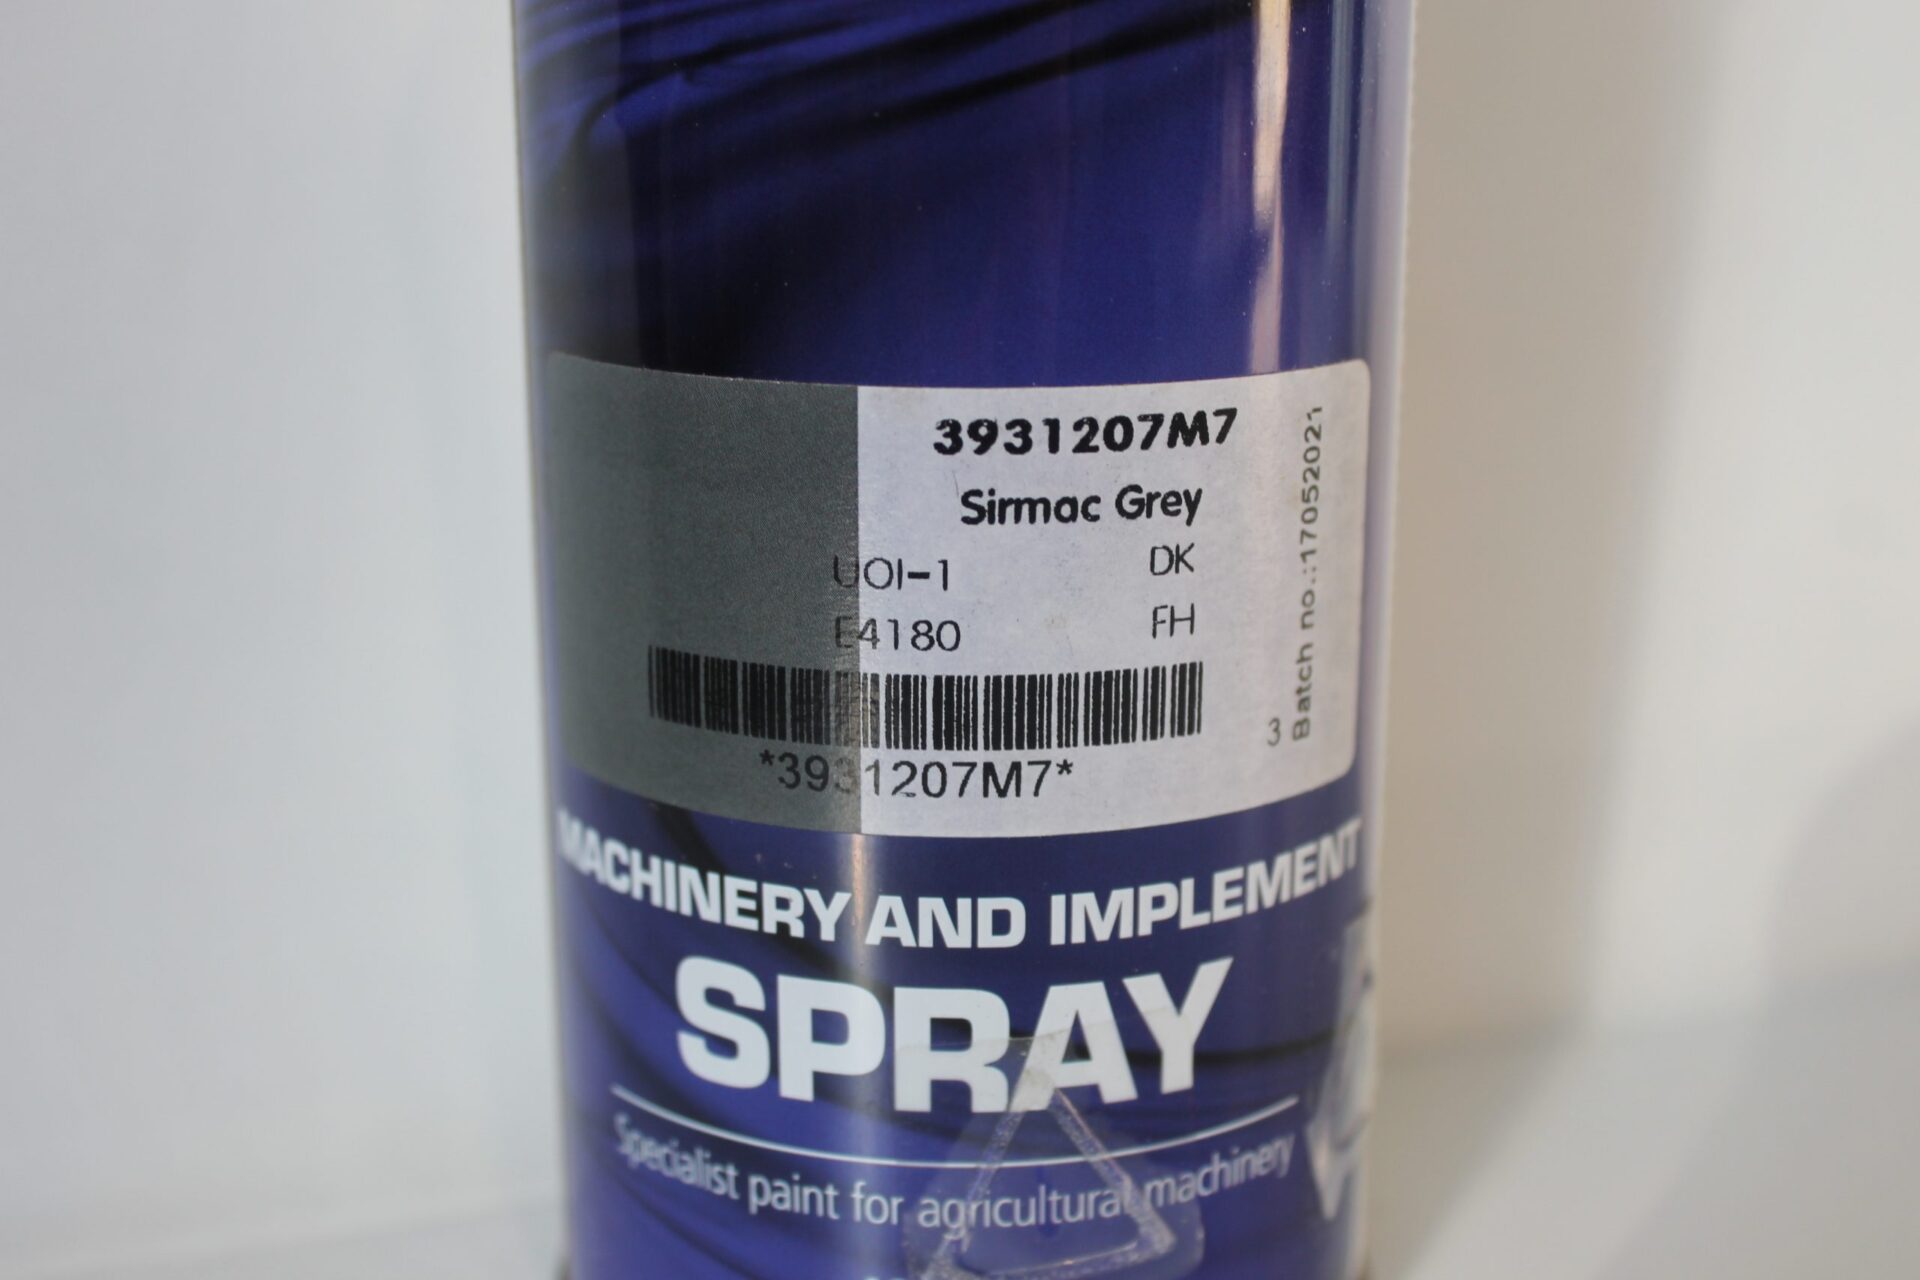 3931207M7
Sirmac Grey
UOI-1 DK
E4180 FH
*3931207M7*
3
Batch no.:17052021
MACHINERY AND IMPLEMENT
SPRAY
Specialist paint for agricultural machinery